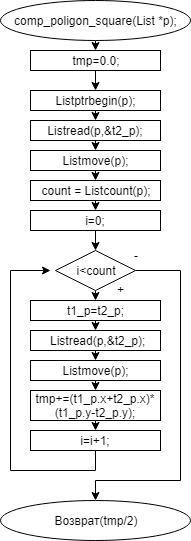 comp_poligon_square(List *p);
tmp=0.0;
Listptrbegin(p);
Listread(p,&t2_p);
Listmove(p);
count = Listcount(p);
i=0;
i<count
-
+
t1_p=t2_p;
Listread(p,&t2_p);
Listmove(p);
tmp+=(t1_p.x+t2_p.x)*
(t1_p.y-t2_p.y);
i=i+1;
Возврат(tmp/2)